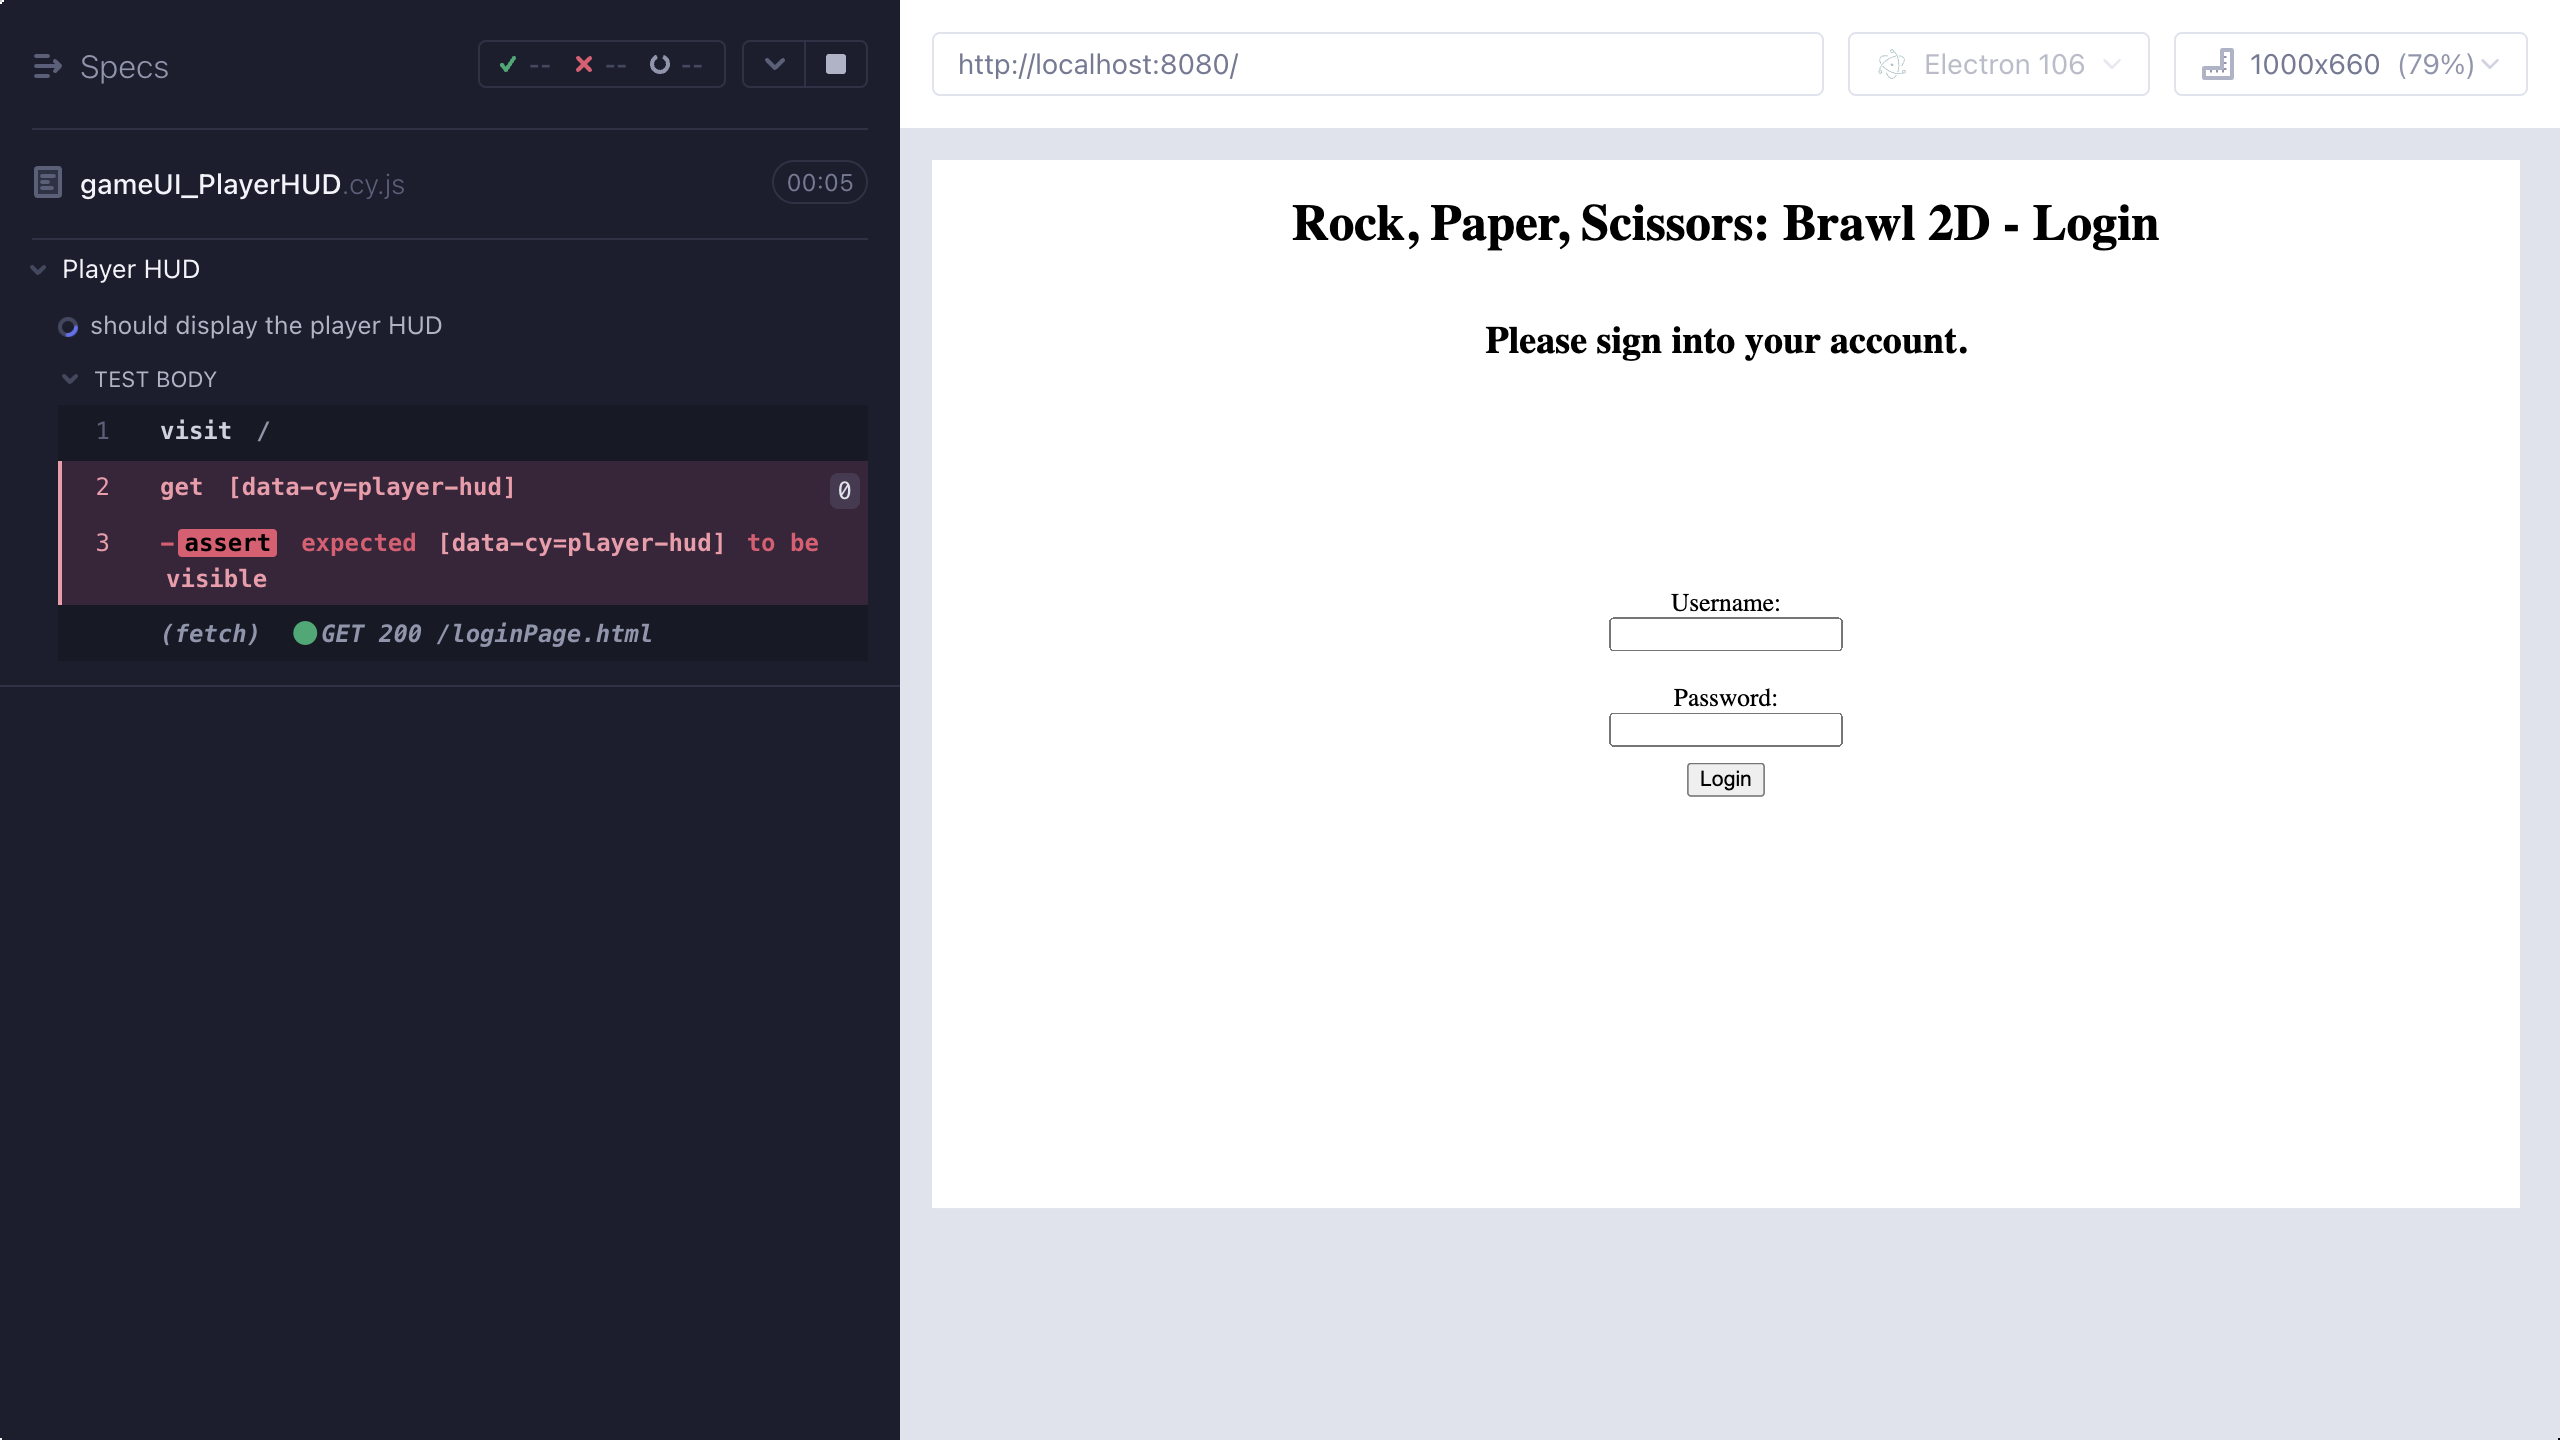 Specs
-- -- --
gameUI_PlayerHUD.cy.js
00:05
Player HUD
should display the player HUD
TEST BODY
1 visit /
2 get [data-cy=player-hud] 0
3 -assert expected [data-cy=player-hud] to be
visible
(fetch) GET 200 /loginPage.html
http://localhost:8080/
Electron 106
1000x660 (79%)
Rock, Paper, Scissors: Brawl 2D - Login
Please sign into your account.
Username:
Password:
Login